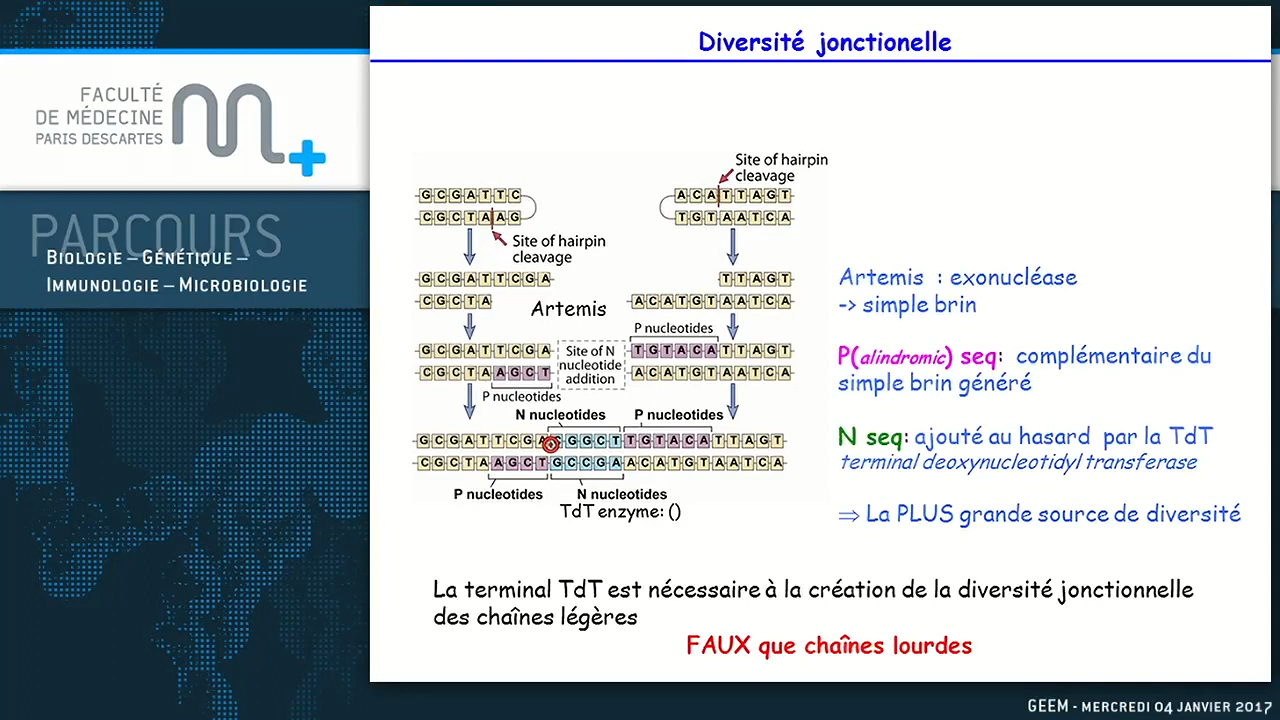 FACULTÉ
DE MÉDECINE
PARIS DESCARTES
PARCOURS
BIOLOGIE – GÉNÉTIQUE –
IMMUNOLOGIE – MICROBIOLOGIE
Diversité jonctionelle
Site of hairpin
cleavage
GCGATTC
ACATTAGT
CGCTAAG
TGTAATCA
Site of hairpin
cleavage
GCGATTCGA
TTAGT
CGCTA
ACATGTAATCA
Artemis
P nucleotides
GCGATTCGA
Site of N
nucleotide
addition
TGTACATTAGT
CGCTAAGCT
ACATGTAATCA
P nucleotides
N nucleotides
P nucleotides
GCGATTCGACGGCTTGTACATTAGT
CGCTAAGCTGCCGAACATGTAATCA
P nucleotides
N nucleotides
TdT enzyme: ()
Artemis : exonucléase
-> simple brin
P(alindromic) seq: complémentaire du
simple brin généré
N seq: ajouté au hasard par la TdT
terminal deoxynucleotidyl transferase
⇒ La PLUS grande source de diversité
La terminal TdT est nécessaire à la création de la diversité jonctionnelle
des chaînes légères
FAUX que chaînes lourdes
GEEM - MERCREDI 04 JANVIER 2017